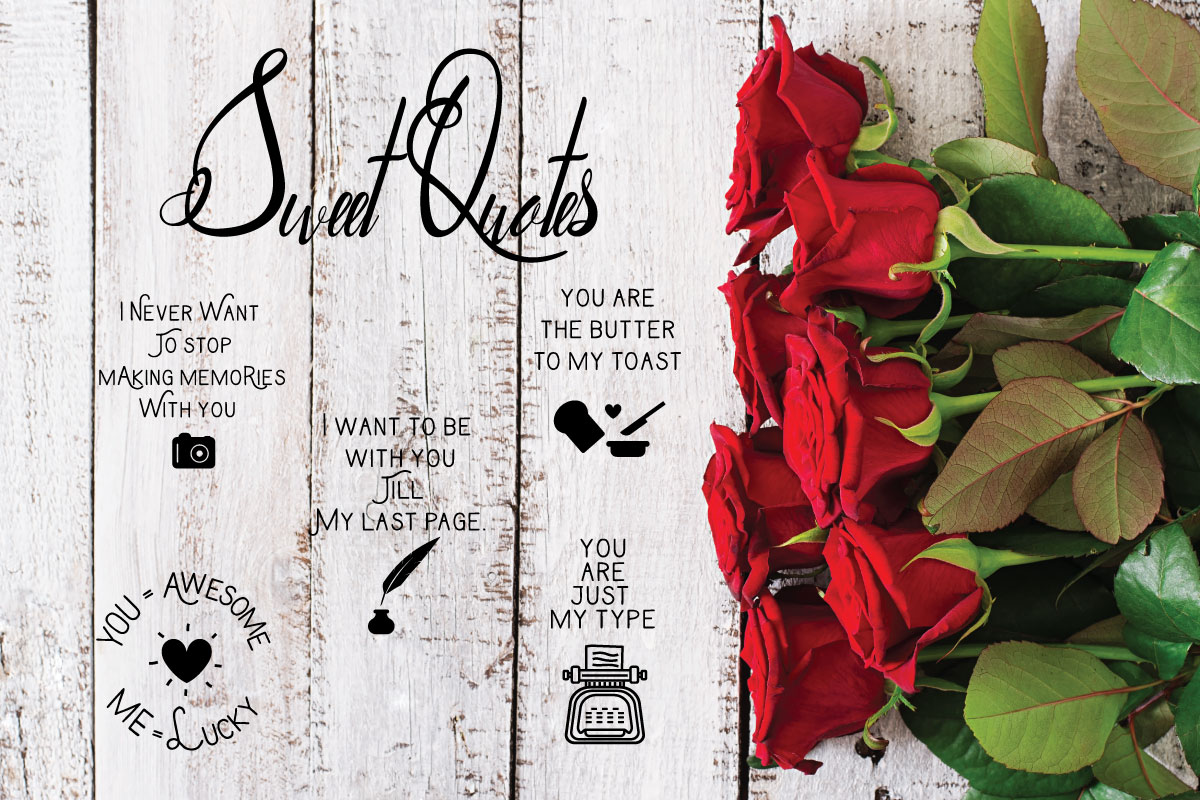 Sweet Quotes
I NEVER WANT
TO STOP
MAKING MEMORIES
WITH YOU
YOU ARE
THE BUTTER
TO MY TOAST
I WANT TO BE
WITH YOU
TILL
MY LAST PAGE.
YOU
ARE
JUST
MY TYPE
YOU = AWESOME
ME = LUCKY